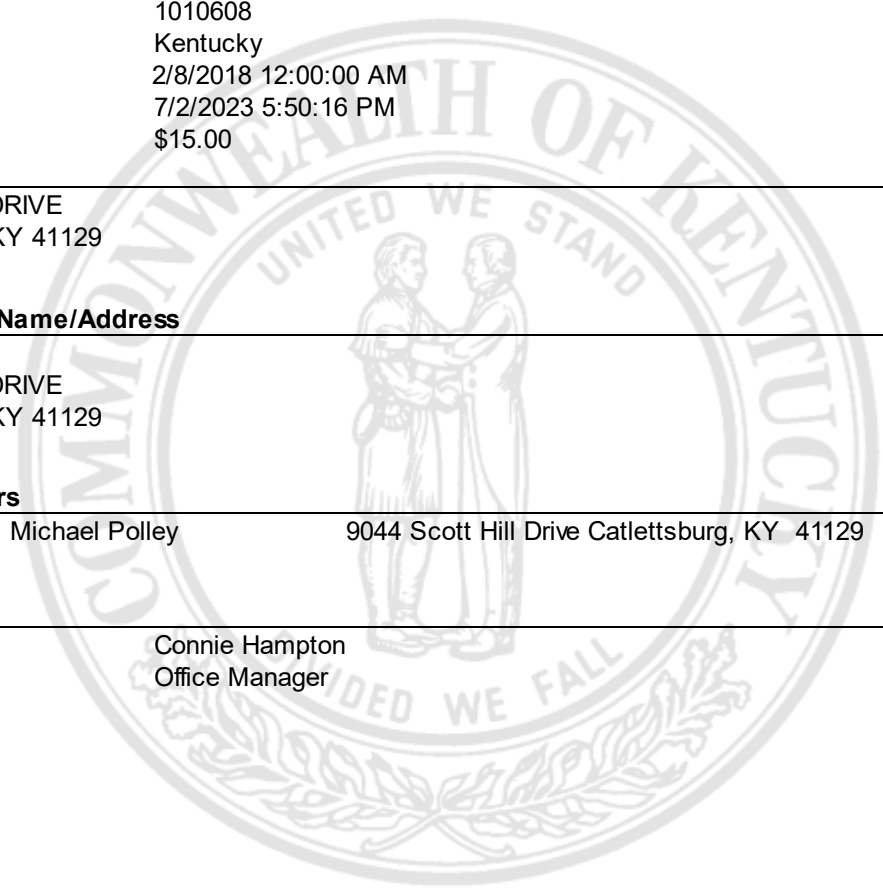 1010608
Kentucky
2/8/2018 12:00:00 AM
7/2/2023 5:50:16 PM
$15.00
DRIVE
KY 41129
Name/Address
DRIVE
KY 41129
rs
Michael Polley 9044 Scott Hill Drive Catlettsburg, KY 41129
Connie Hampton
Office Manager
COMMONWEALTH OF KENTUCKY
UNITED WE STAND
DIVIDED WE FALL